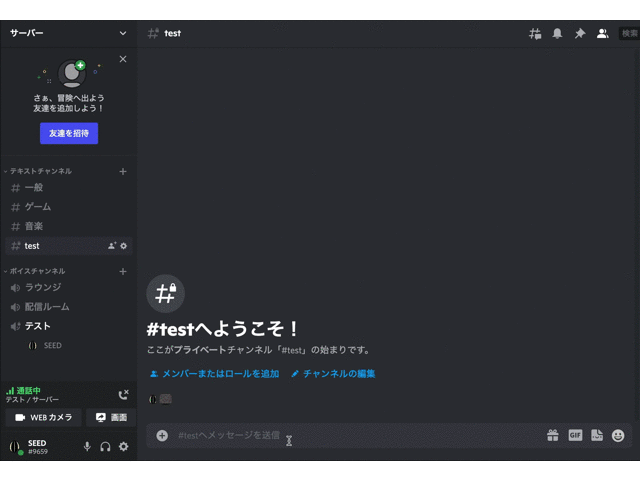 サーバー
test
検索
さぁ、冒険へ出よう
友達を追加しよう！
友達を招待
テキストチャンネル
一般
ゲーム
音楽
test
ボイスチャンネル
ラウンジ
配信ルーム
テスト
SEED
#testへようこそ！
ここがプライベートチャンネル「#test」の始まりです。
メンバーまたはロールを追加
チャンネルの編集
通話中
テスト / サーバー
WEB カメラ
画面
SEED
#9659
#testへメッセージを送信
GIF